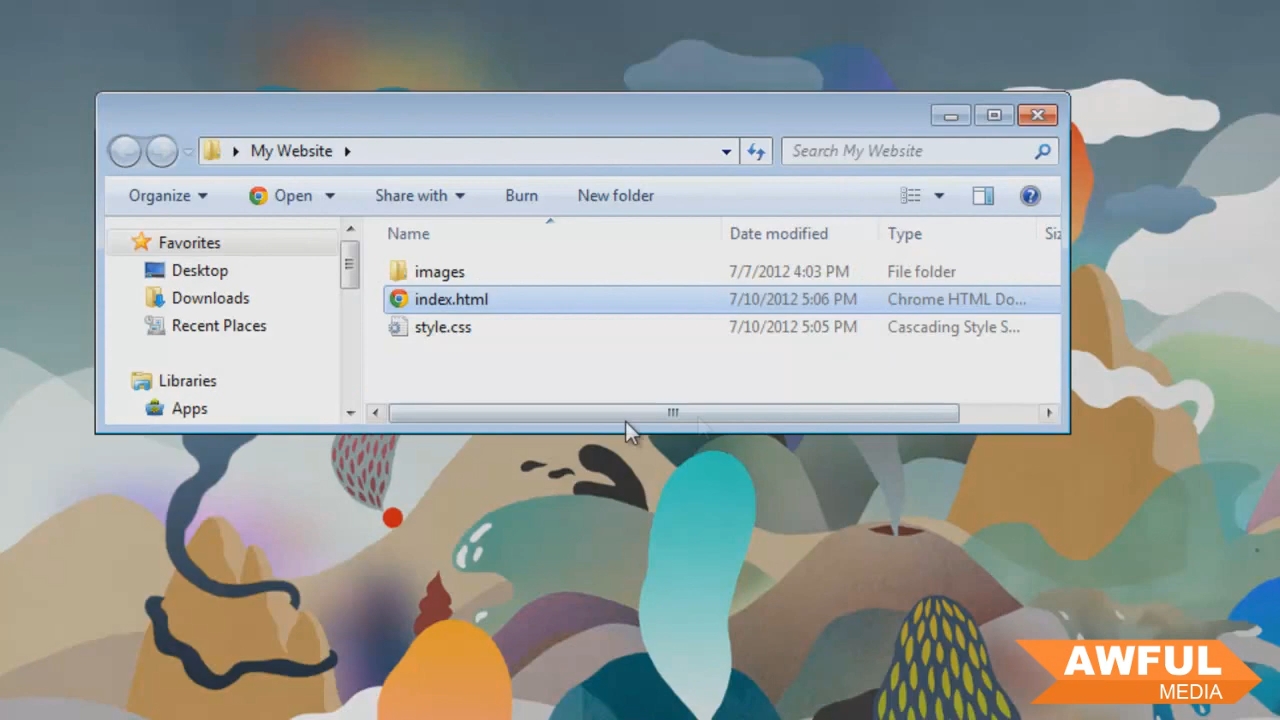 My Website
Search My Website
Organize
Open
Share with
Burn
New folder
Name
Date modified
Type
Siz
Favorites
Desktop
Downloads
Recent Places
Libraries
Apps
images 7/7/2012 4:03 PM File folder
index.html 7/10/2012 5:06 PM Chrome HTML Do...
style.css 7/10/2012 5:05 PM Cascading Style S...
AWFUL
MEDIA